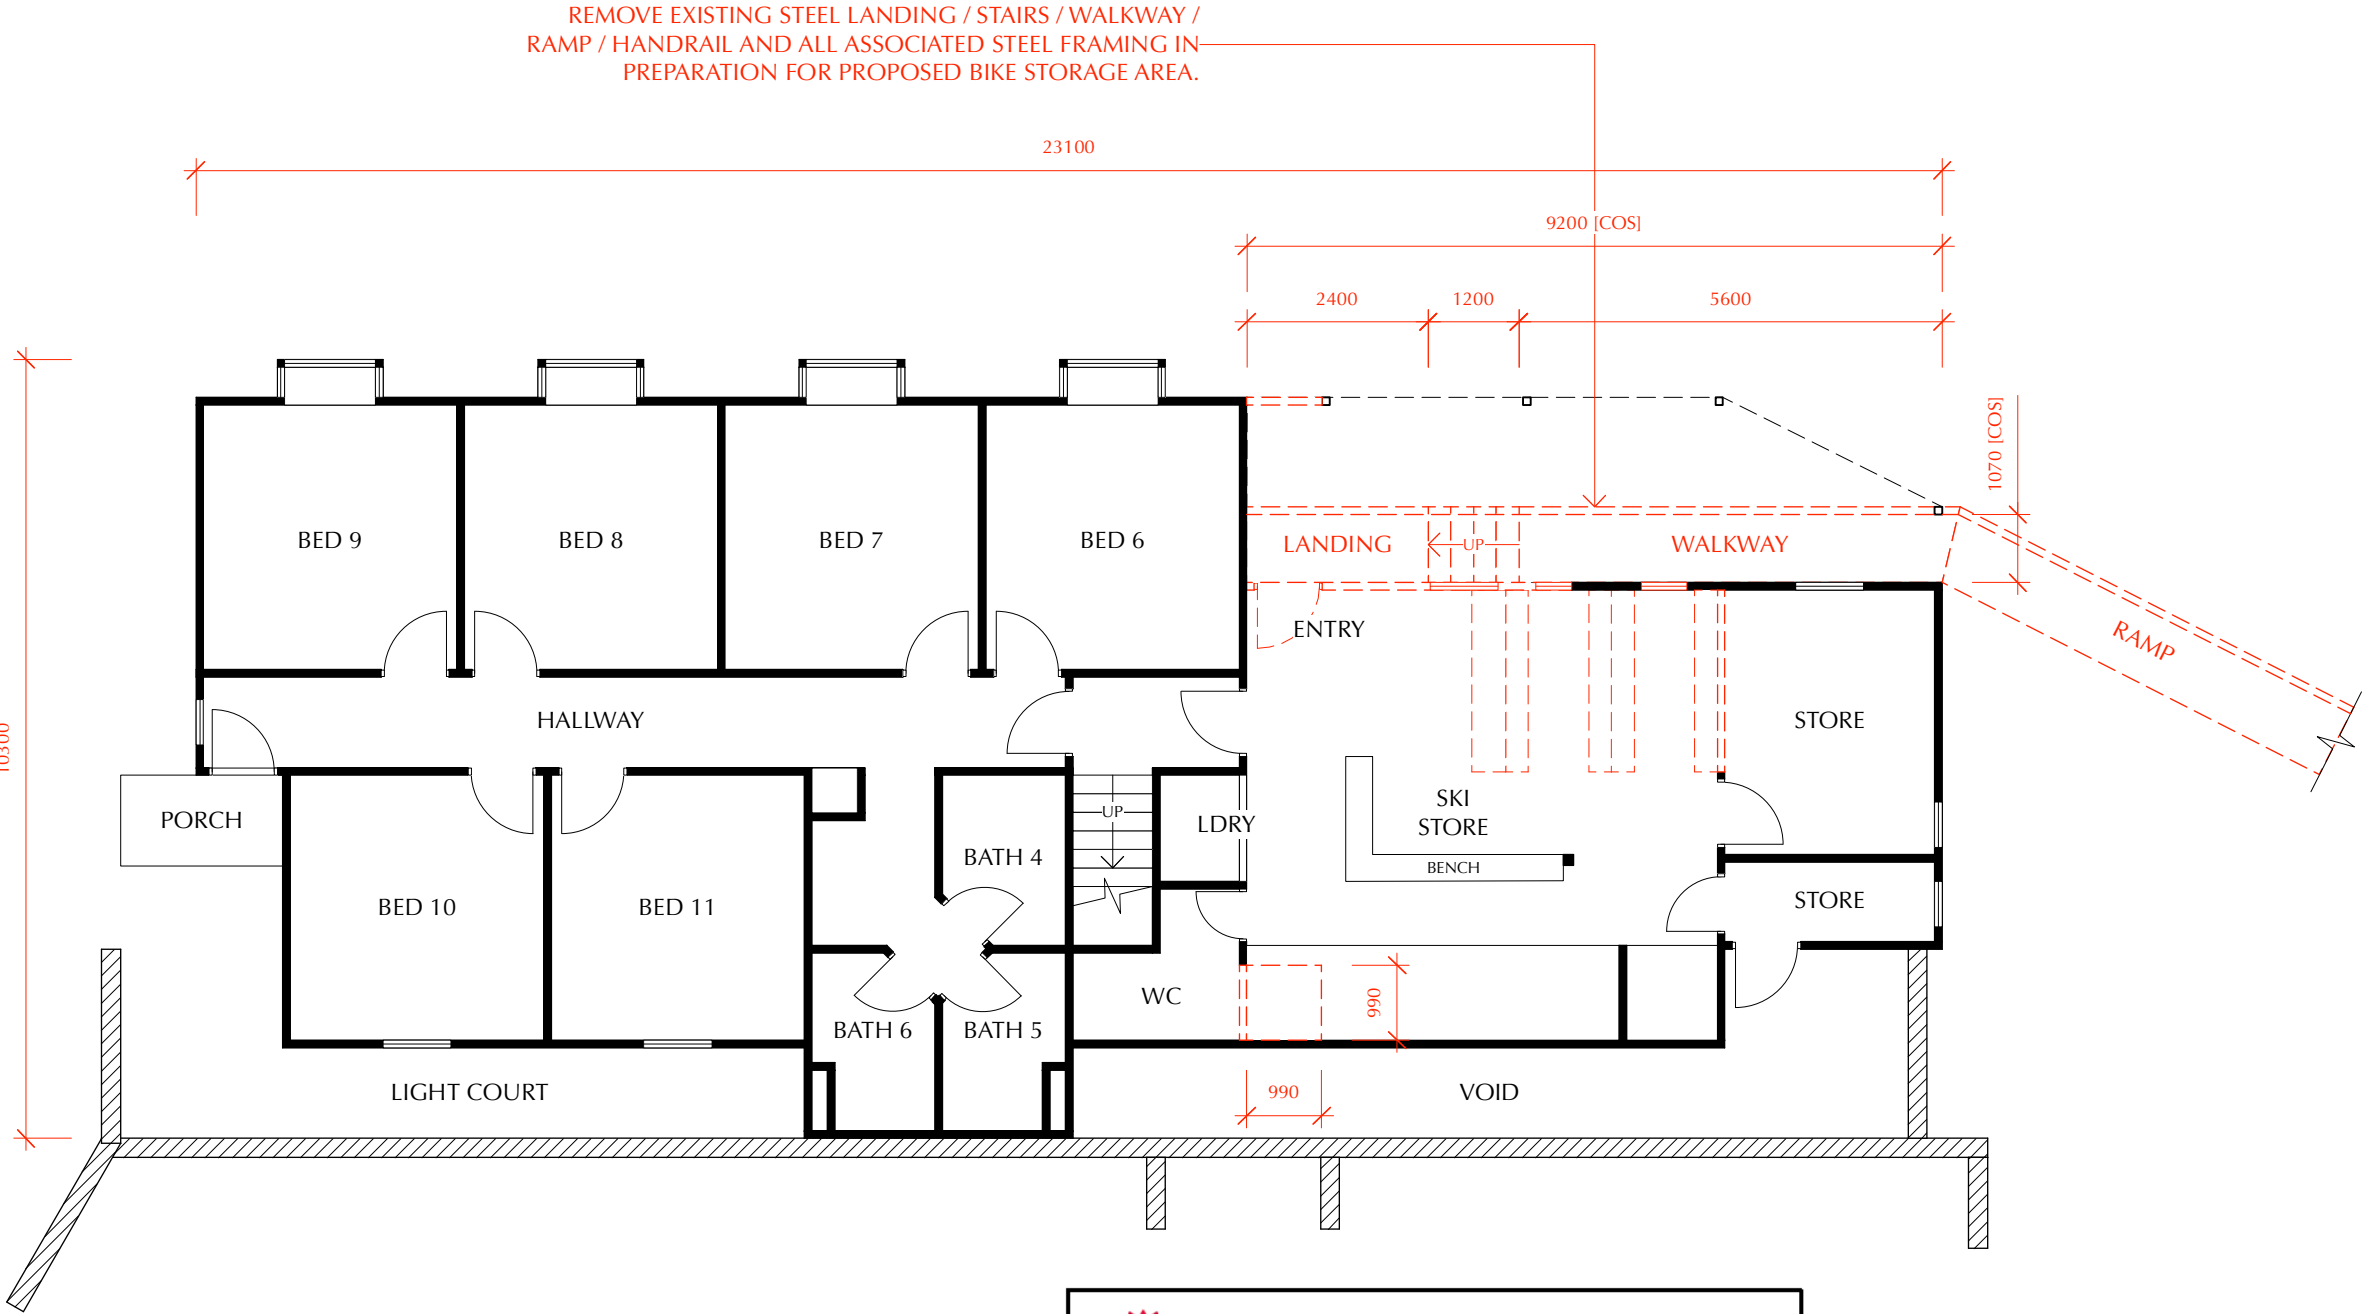 REMOVE EXISTING STEEL LANDING / STAIRS / WALKWAY /
RAMP / HANDRAIL AND ALL ASSOCIATED STEEL FRAMING IN
PREPARATION FOR PROPOSED BIKE STORAGE AREA.
23100
9200 [COS]
2400
1200
5600
1070 [COS]
10300
BED 9
BED 8
BED 7
BED 6
LANDING
UP
WALKWAY
RAMP
ENTRY
HALLWAY
STORE
PORCH
UP
LDRY
SKI
STORE
BENCH
BATH 4
BED 10
BED 11
STORE
WC
990
BATH 6
BATH 5
LIGHT COURT
990
VOID